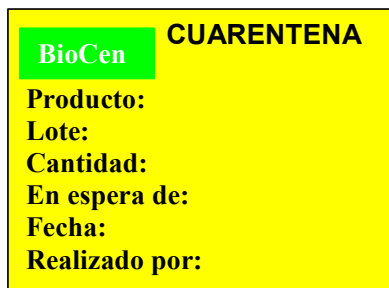 CUARENTENA
BioCen
Producto:
Lote:
Cantidad:
En espera de:
Fecha:
Realizado por: